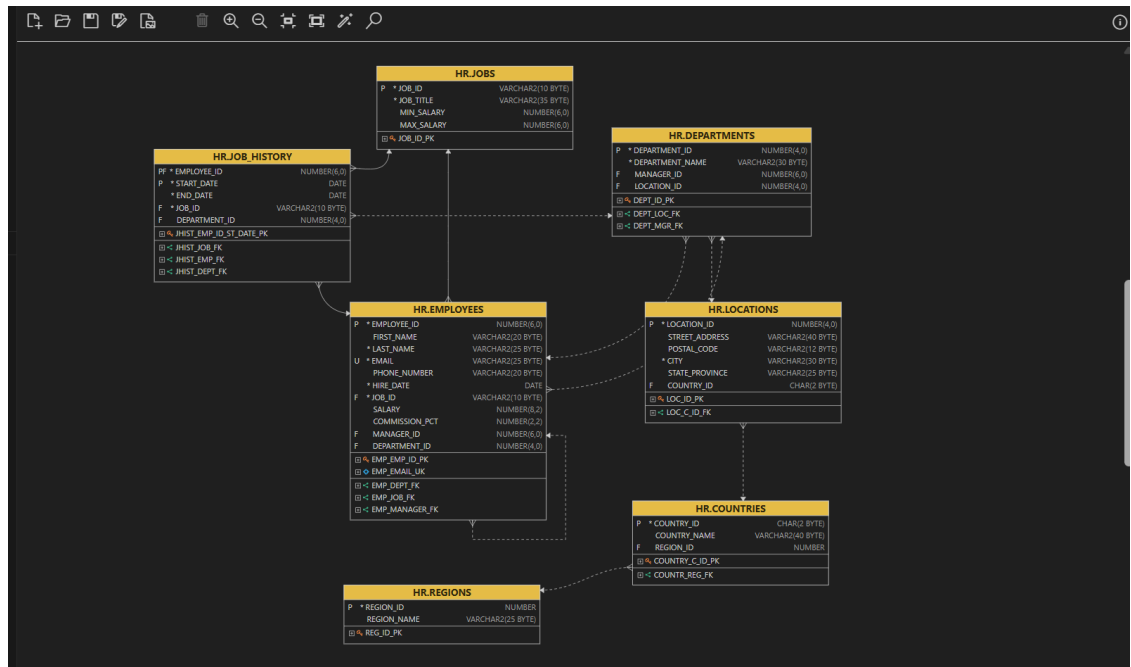 HR.JOBS
P * JOB_ID VARCHAR2(10 BYTE)
* JOB_TITLE VARCHAR2(35 BYTE)
MIN_SALARY NUMBER(6,0)
MAX_SALARY NUMBER(6,0)
JOB_ID_PK
HR.DEPARTMENTS
P * DEPARTMENT_ID NUMBER(4,0)
* DEPARTMENT_NAME VARCHAR2(30 BYTE)
F MANAGER_ID NUMBER(6,0)
F LOCATION_ID NUMBER(4,0)
DEPT_ID_PK
DEPT_LOC_FK
DEPT_MGR_FK
HR.JOB_HISTORY
PF * EMPLOYEE_ID NUMBER(6,0)
P * START_DATE DATE
* END_DATE DATE
F * JOB_ID VARCHAR2(10 BYTE)
F DEPARTMENT_ID NUMBER(4,0)
JHIST_EMP_ID_ST_DATE_PK
JHIST_JOB_FK
JHIST_EMP_FK
JHIST_DEPT_FK
HR.EMPLOYEES
P * EMPLOYEE_ID NUMBER(6,0)
FIRST_NAME VARCHAR2(20 BYTE)
* LAST_NAME VARCHAR2(25 BYTE)
U * EMAIL VARCHAR2(25 BYTE)
PHONE_NUMBER VARCHAR2(20 BYTE)
* HIRE_DATE DATE
F * JOB_ID VARCHAR2(10 BYTE)
SALARY NUMBER(8,2)
COMMISSION_PCT NUMBER(2,2)
F MANAGER_ID NUMBER(6,0)
F DEPARTMENT_ID NUMBER(4,0)
EMP_EMP_ID_PK
EMP_EMAIL_UK
EMP_DEPT_FK
EMP_JOB_FK
EMP_MANAGER_FK
HR.LOCATIONS
P * LOCATION_ID NUMBER(4,0)
STREET_ADDRESS VARCHAR2(40 BYTE)
POSTAL_CODE VARCHAR2(12 BYTE)
* CITY VARCHAR2(30 BYTE)
STATE_PROVINCE VARCHAR2(25 BYTE)
F COUNTRY_ID CHAR(2 BYTE)
LOC_ID_PK
LOC_C_ID_FK
HR.COUNTRIES
P * COUNTRY_ID CHAR(2 BYTE)
COUNTRY_NAME VARCHAR2(40 BYTE)
F REGION_ID NUMBER
COUNTRY_C_ID_PK
COUNTR_REG_FK
HR.REGIONS
P * REGION_ID NUMBER
REGION_NAME VARCHAR2(25 BYTE)
REG_ID_PK